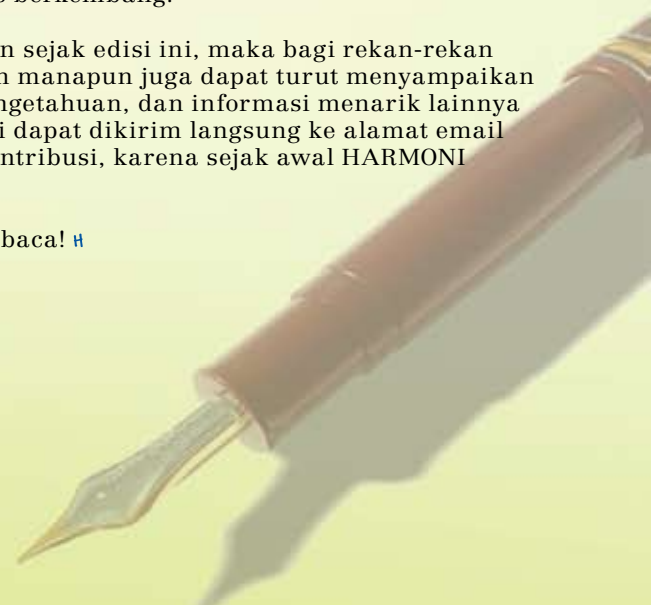 berkembang.
n sejak edisi ini, maka bagi rekan-rekan
manapun juga dapat turut menyampaikan
ngetahuan, dan informasi menarik lainnya
i dapat dikirim langsung ke alamat email
ntribusi, karena sejak awal HARMONI
baca! H